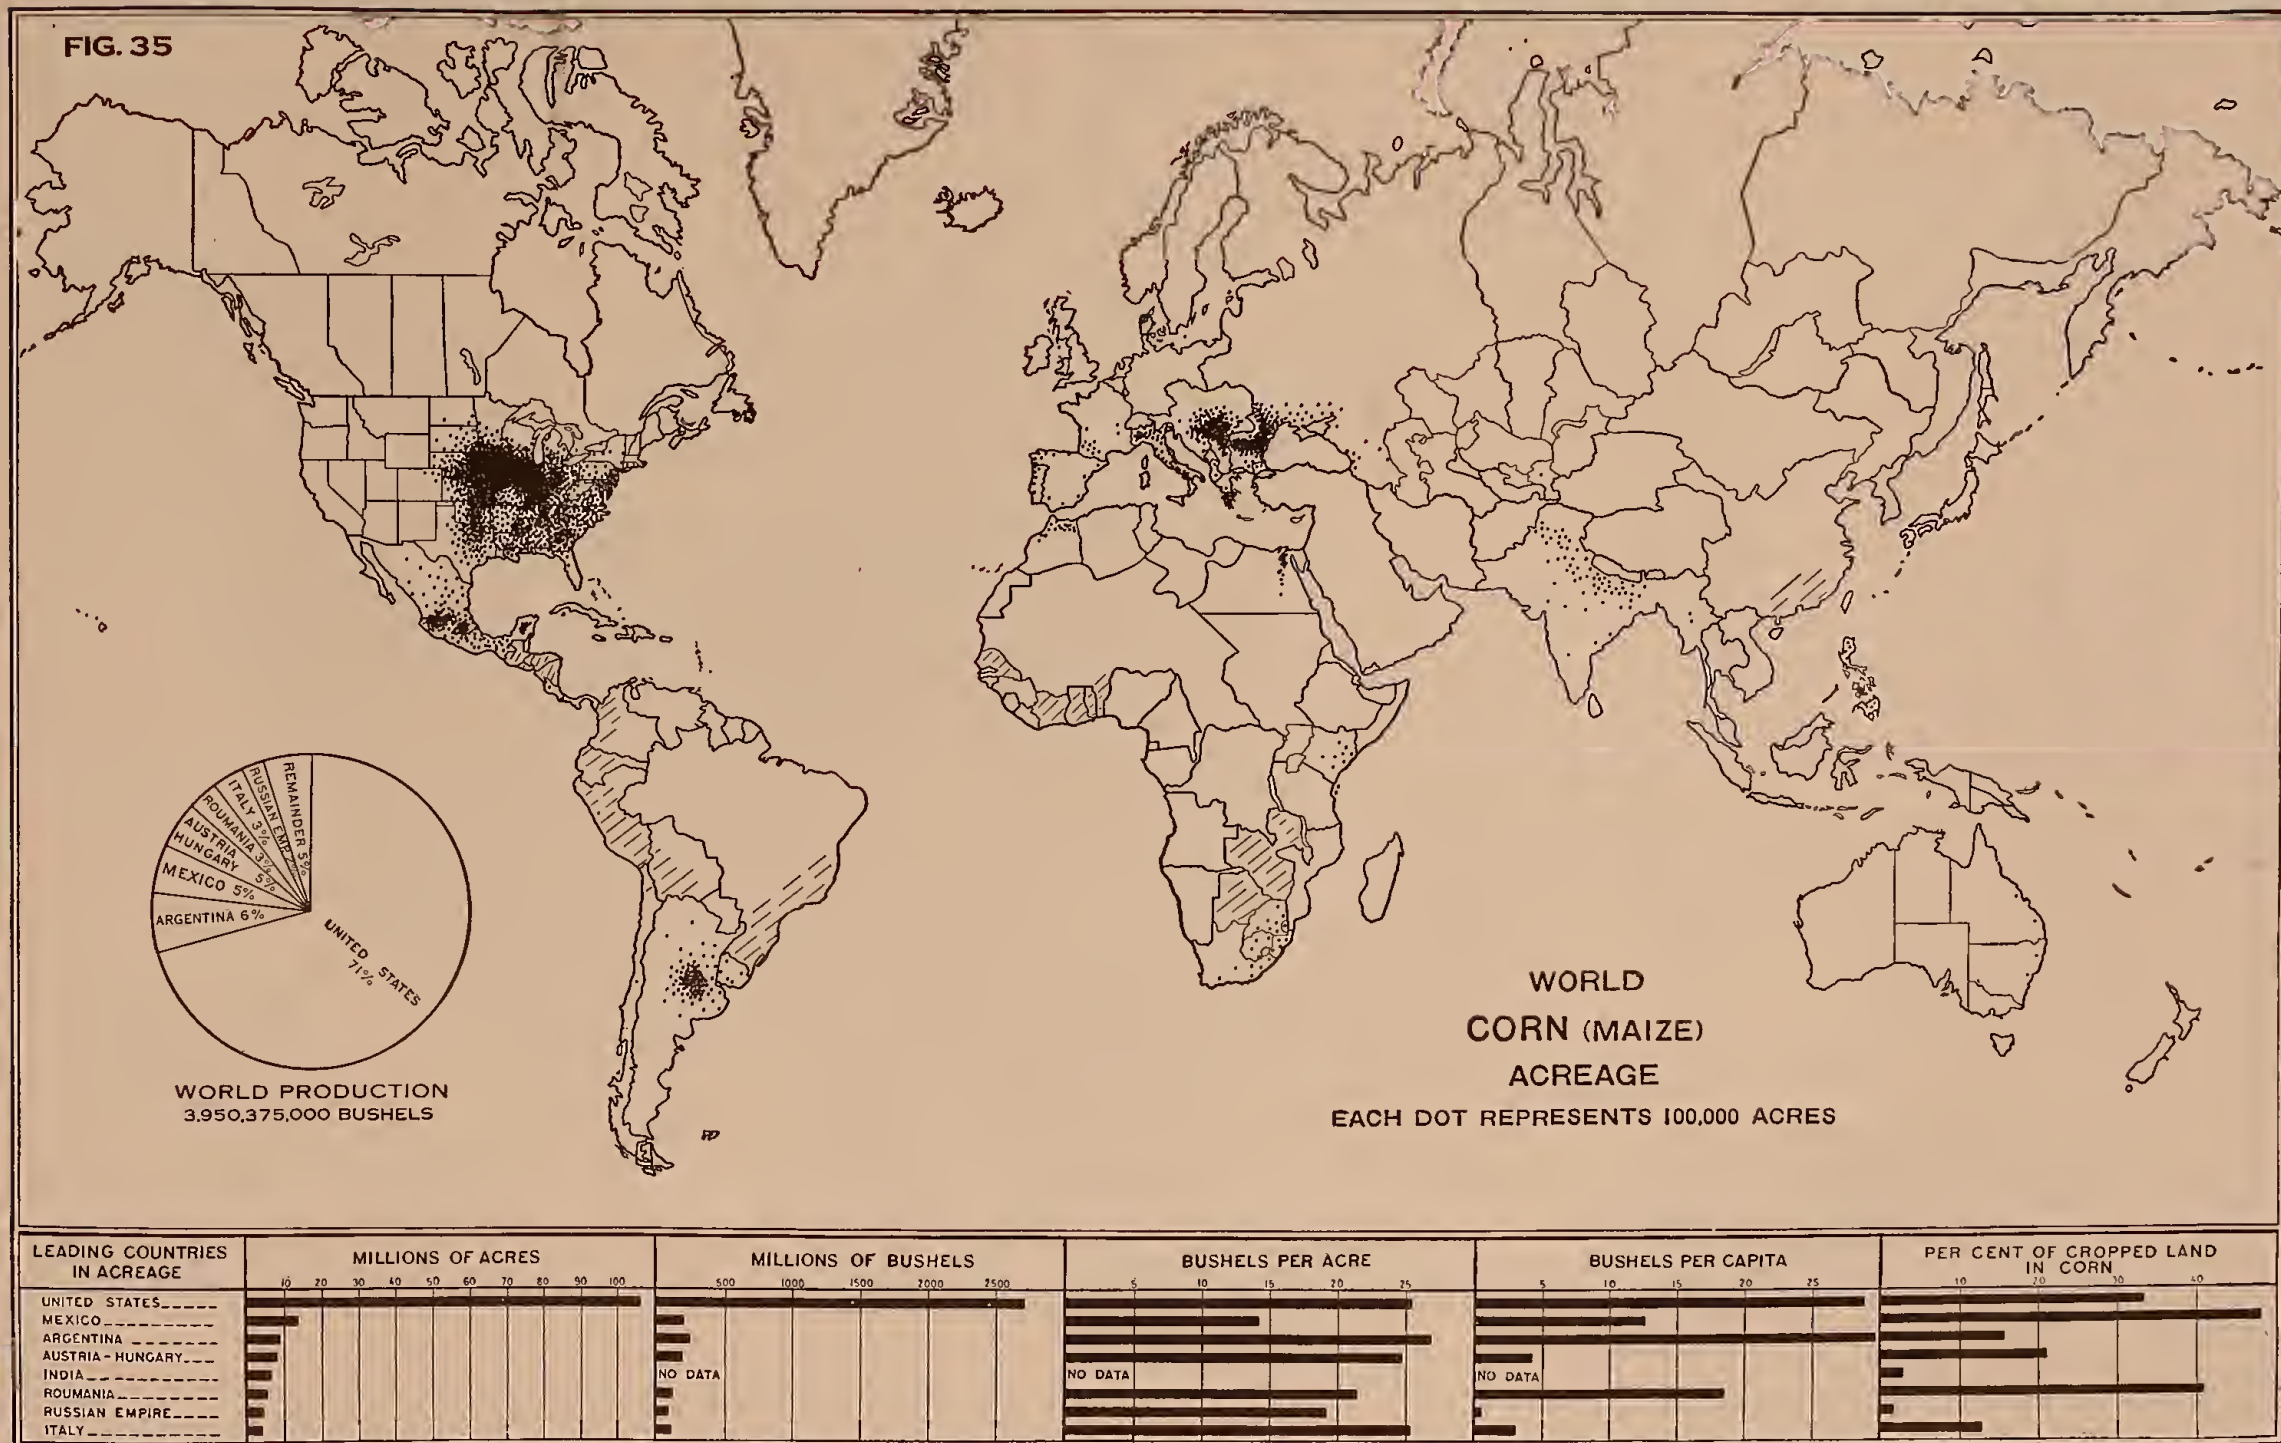 FIG. 35
REMAINDER 5%
RUSSIAN EMP. 2%
ITALY 3%
ROUMANIA 3%
AUSTRIA
HUNGARY 5%
MEXICO 5%
ARGENTINA 6%
UNITED STATES
71%
WORLD PRODUCTION
3,950,375,000 BUSHELS
WORLD
CORN (MAIZE)
ACREAGE
EACH DOT REPRESENTS 100,000 ACRES
LEADING COUNTRIES
IN ACREAGE
MILLIONS OF ACRES
10 20 30 40 50 60 70 80 90 100
MILLIONS OF BUSHELS
500 1000 1500 2000 2500
BUSHELS PER ACRE
5 10 15 20 25
BUSHELS PER CAPITA
5 10 15 20 25
PER CENT OF CROPPED LAND
IN CORN
10 20 30 40
UNITED STATES
MEXICO
ARGENTINA
AUSTRIA-HUNGARY
INDIA NO DATA NO DATA NO DATA
ROUMANIA
RUSSIAN EMPIRE
ITALY